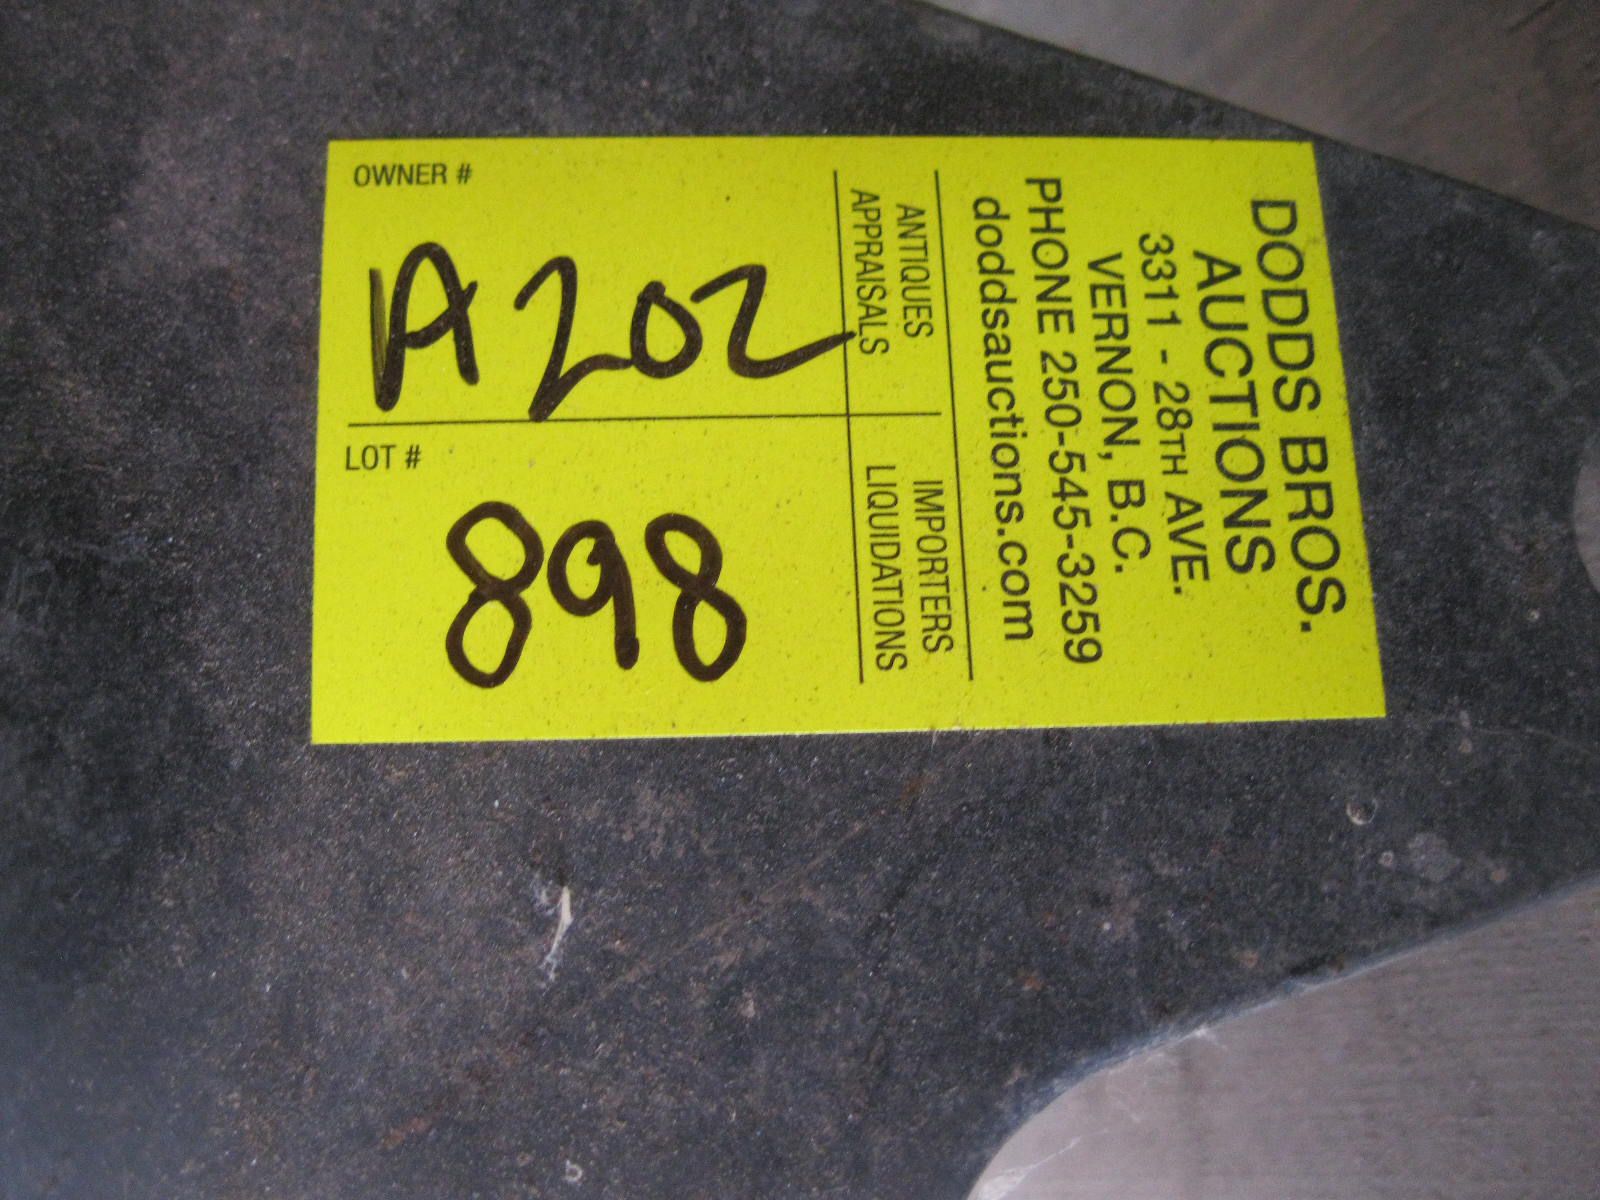 DODDS BROS.
AUCTIONS
3311 - 28TH AVE.
VERNON, B.C.
PHONE 250-545-3259
doddsauctions.com
ANTIQUES IMPORTERS
APPRAISALS LIQUIDATIONS
OWNER #
A202
LOT #
898